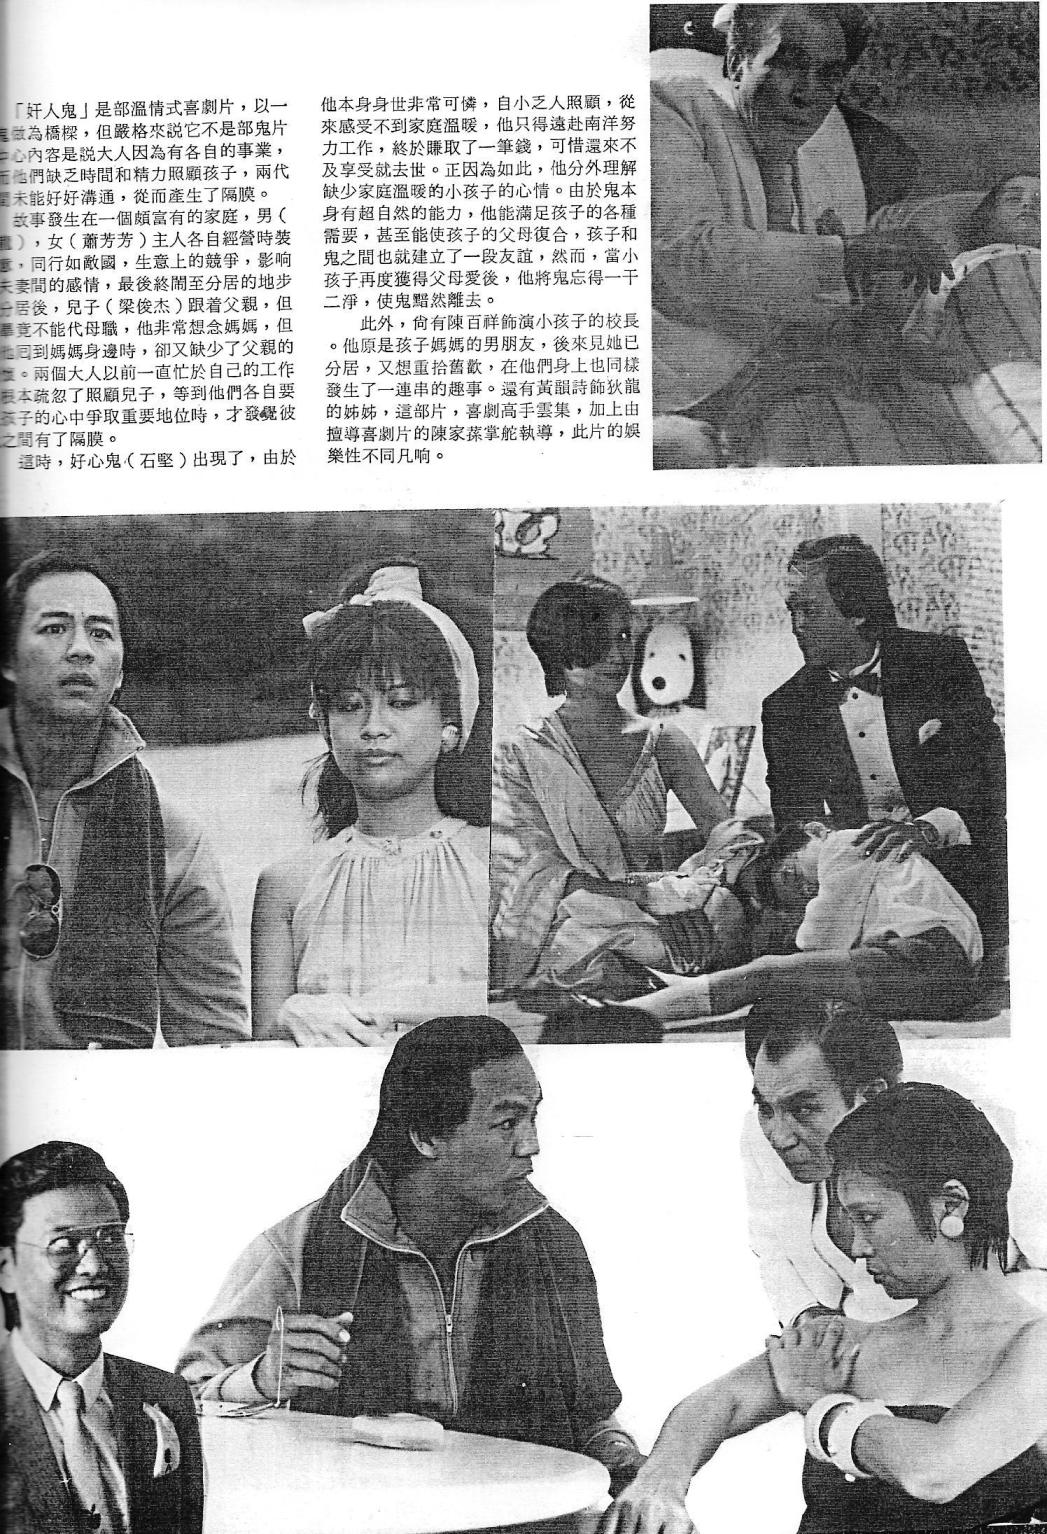 「奸人鬼」是部溫情式喜劇片，以一
做為橋樑，但嚴格來説它不是部鬼片
心內容是説大人因為有各自的事業，
他們缺乏時間和精力照顧孩子，兩代
未能好好溝通，從而產生了隔膜。
故事發生在一個頗富有的家庭，男（
），女（蕭芳芳）主人各自經營時裝
，同行如敵國，生意上的競爭，影响
夫妻間的感情，最後終鬧至分居的地步
分居後，兒子（梁俊杰）跟着父親，但
畢竟不能代母職，他非常想念媽媽，但
回到媽媽身邊時，卻又缺少了父親的
。兩個大人以前一直忙於自己的工作
根本疏忽了照顧兒子，等到他們各自要
孩子的心中爭取重要地位時，才發覺彼
之間有了隔膜。
這時，好心鬼（石堅）出現了，由於
他本身身世非常可憐，自小乏人照顧，從
來感受不到家庭溫暖，他只得遠赴南洋努
力工作，終於賺取了一筆錢，可惜還來不
及享受就去世。正因為如此，他分外理解
缺少家庭溫暖的小孩子的心情。由於鬼本
身有超自然的能力，他能滿足孩子的各種
需要，甚至能使孩子的父母復合，孩子和
鬼之間也就建立了一段友誼，然而，當小
孩子再度獲得父母愛後，他將鬼忘得一干
二淨，使鬼黯然離去。
此外，尚有陳百祥飾演小孩子的校長
。他原是孩子媽媽的男朋友，後來見她已
分居，又想重拾舊歡，在他們身上也同樣
發生了一連串的趣事。還有黃韻詩飾狄龍
的姊姊，這部片，喜劇高手雲集，加上由
擅導喜劇片的陳家蓀掌舵執導，此片的娛
樂性不同凡响。